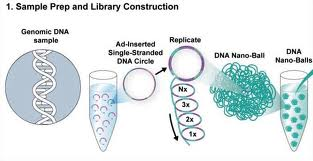 1. Sample Prep and Library Construction
Genomic DNA
sample
Ad-Inserted
Single-Stranded
DNA Circle
Replicate
Nx
3x
2x
1x
DNA Nano-Ball
DNA
Nano-Balls